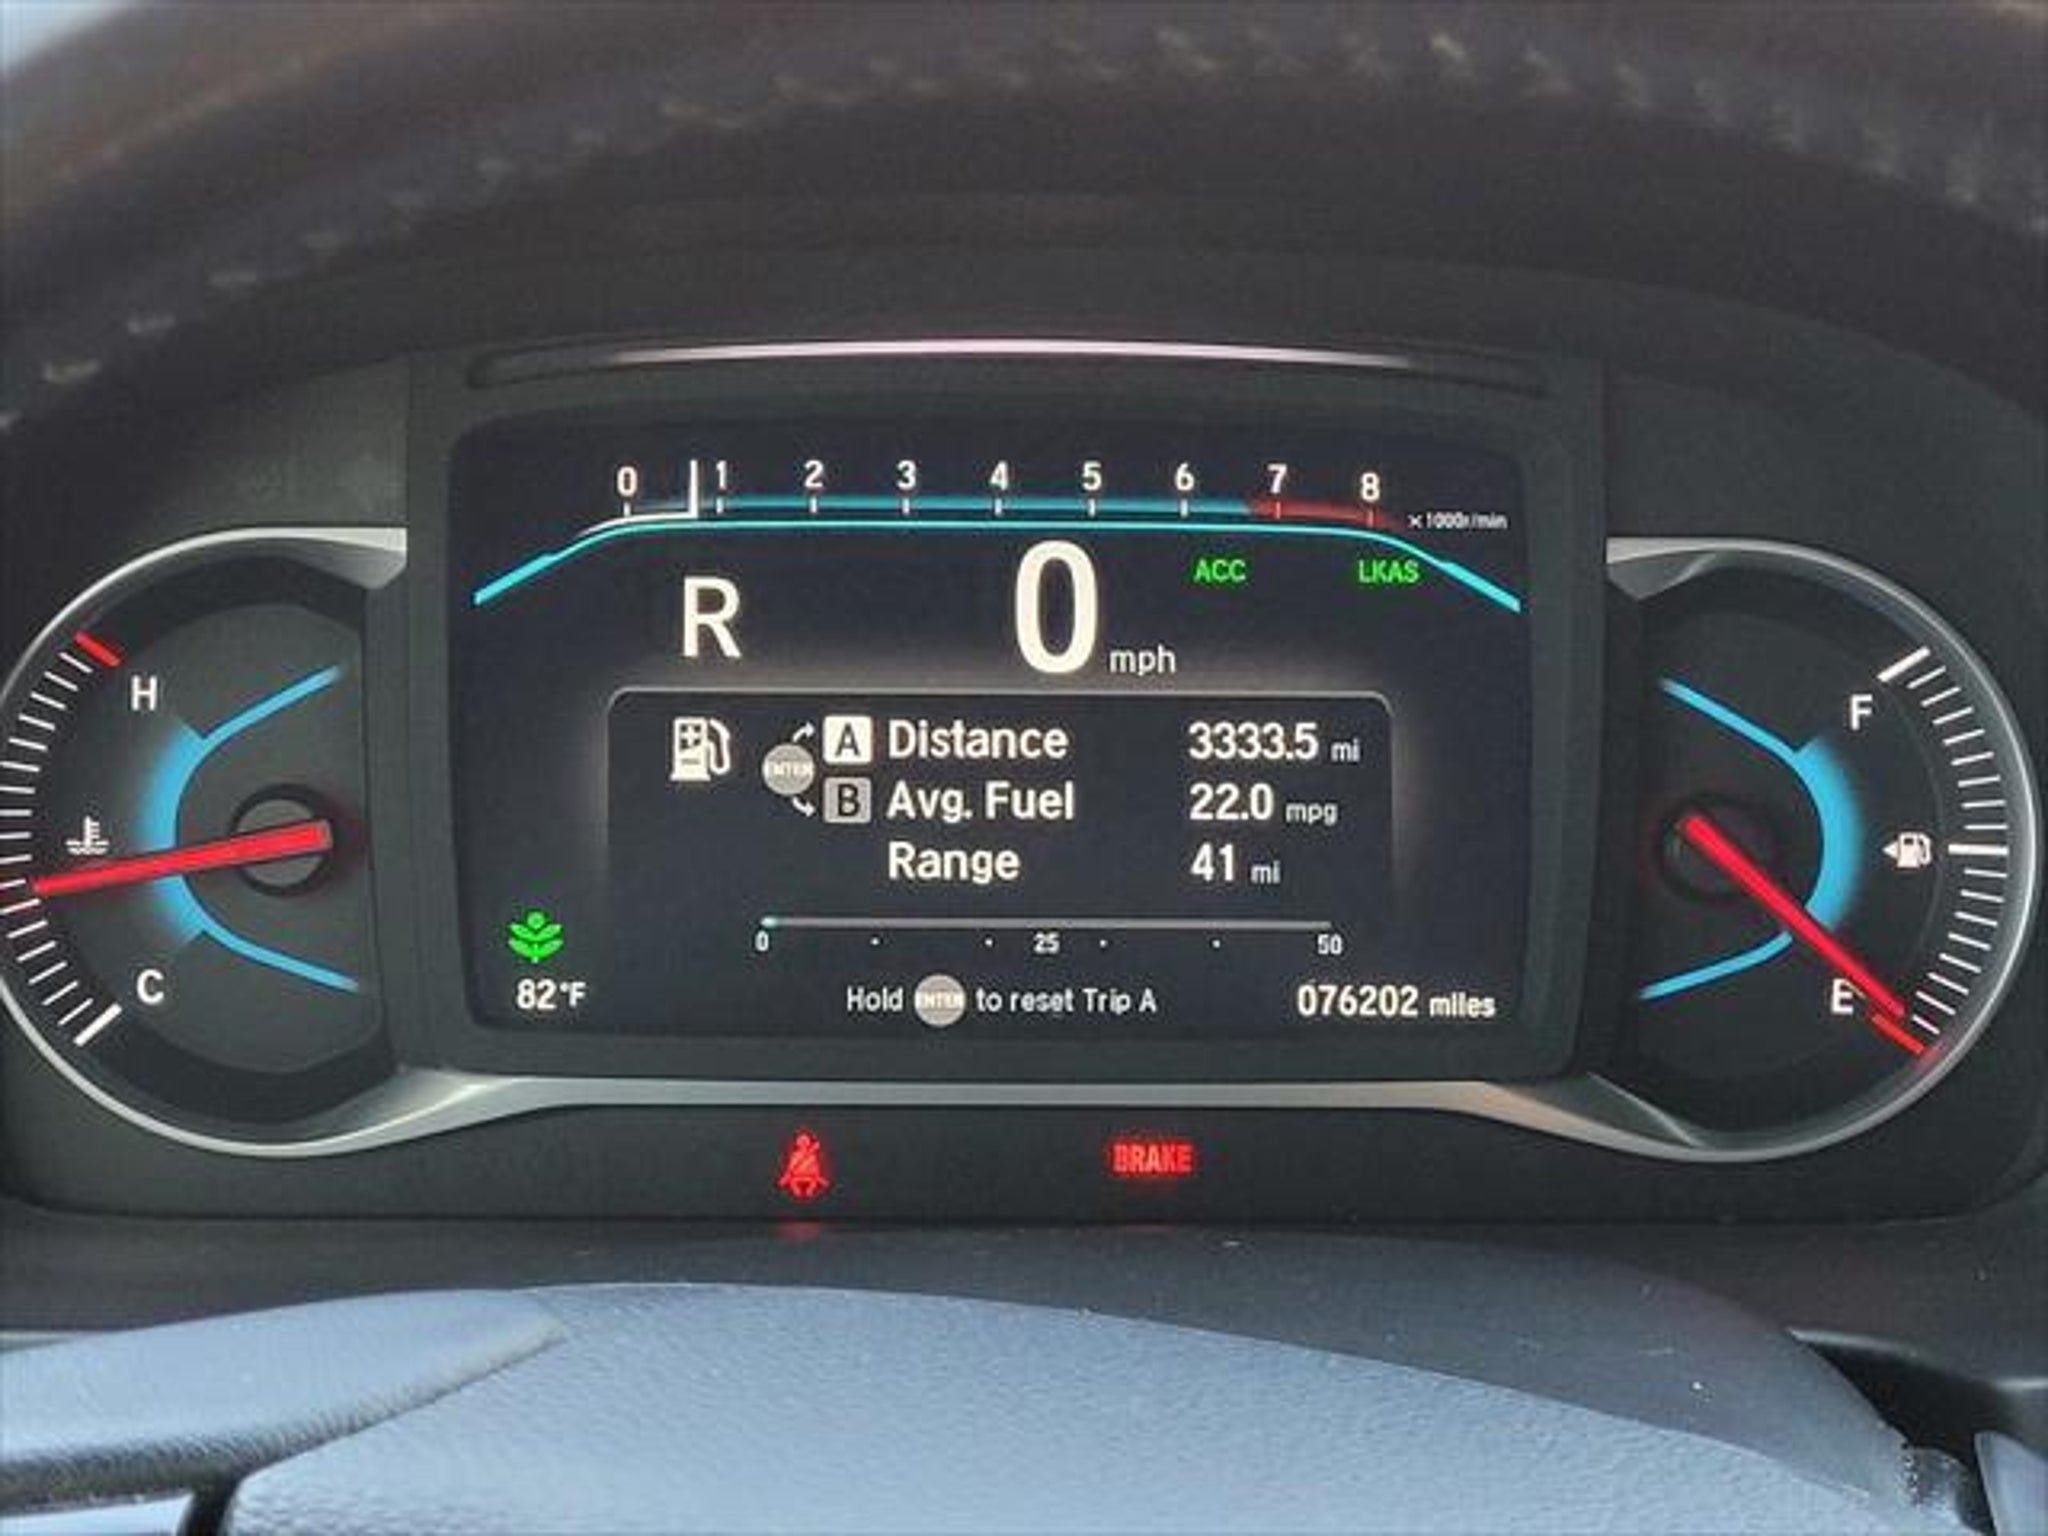 0 1 2 3 4 5 6 7 8
×1000r/min
R 0 mph ACC LKAS
H
C
A Distance 3333.5 mi
ENTER
B Avg. Fuel 22.0 mpg
Range 41 mi
0 25 50
82°F
Hold ENTER to reset Trip A
076202 miles
F
E
BRAKE